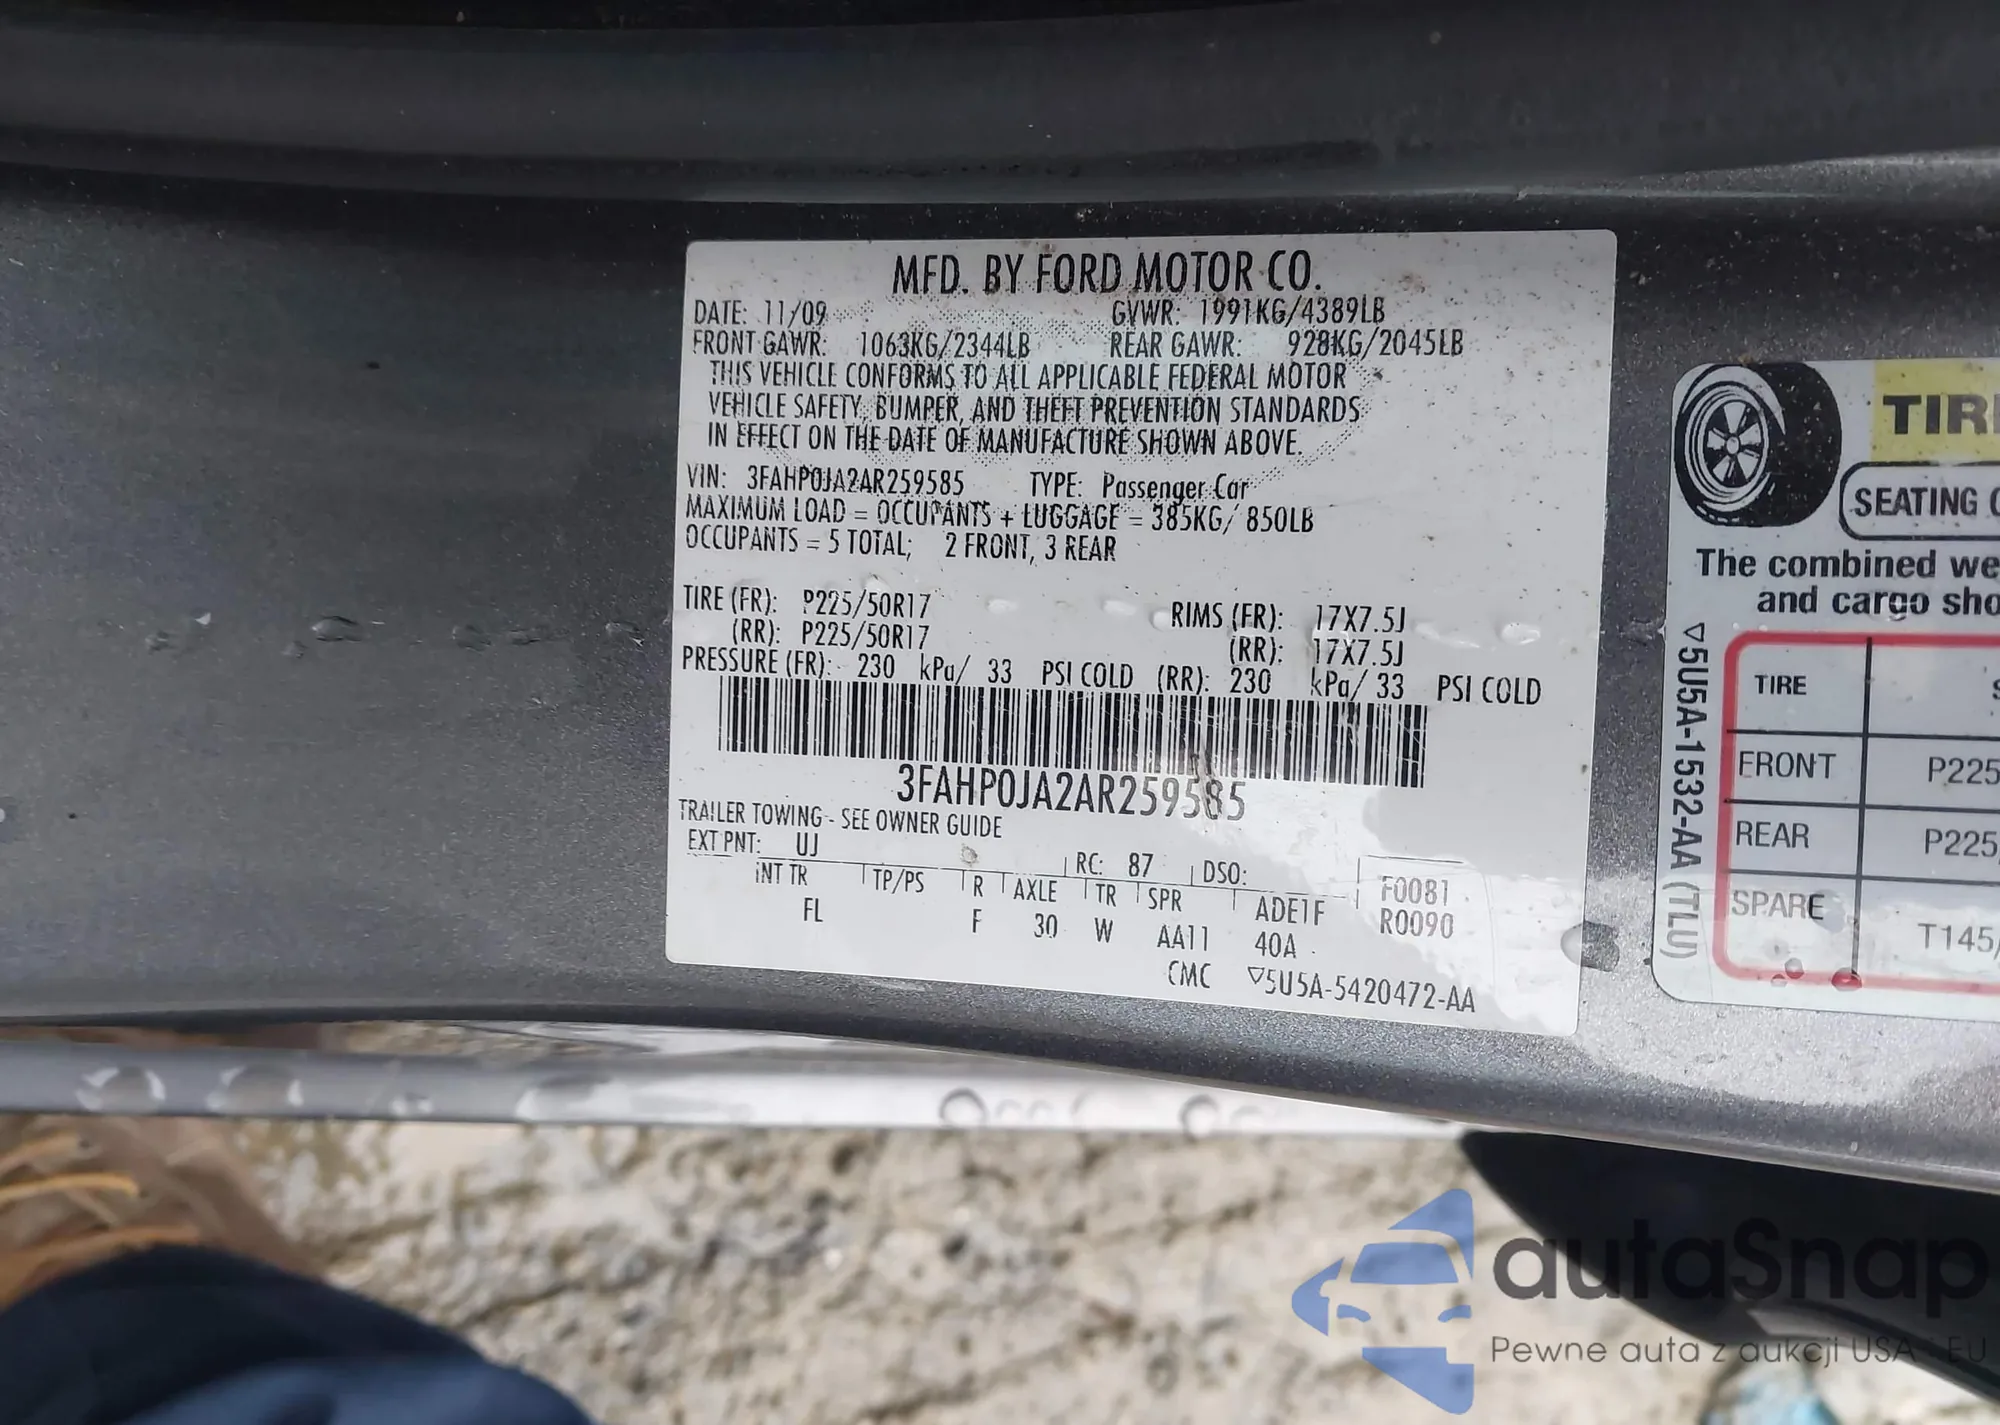 MFD. BY FORD MOTOR CO.
DATE: 11/09 GVWR: 1991KG/4389LB
FRONT GAWR: 1063KG/2344LB REAR GAWR: 928KG/2045LB
THIS VEHICLE CONFORMS TO ALL APPLICABLE FEDERAL MOTOR
VEHICLE SAFETY, BUMPER, AND THEFT PREVENTION STANDARDS
IN EFFECT ON THE DATE OF MANUFACTURE SHOWN ABOVE.
VIN: 3FAHP0JA2AR259585 TYPE: Passenger Car
MAXIMUM LOAD = OCCUPANTS + LUGGAGE = 385KG/ 850LB
OCCUPANTS = 5 TOTAL; 2 FRONT, 3 REAR
TIRE (FR): P225/50R17 RIMS (FR): 17X7.5J
(RR): P225/50R17 (RR): 17X7.5J
PRESSURE (FR): 230 kPa/ 33 PSI COLD (RR): 230 kPa/ 33 PSI COLD
3FAHP0JA2AR259585
TRAILER TOWING - SEE OWNER GUIDE
EXT PNT: UJ RC: 87 DSO:
INT TR TP/PS R AXLE TR SPR ADE1F F0081
FL F 30 W AA11 40A R0090
CMC ▽5U5A-5420472-AA
TIRE
SEATING
The combined
and cargo
▽5U5A-1532-AA (TLU)
TIRE
FRONT P225
REAR P225/
SPARE T145/
autaSnap
Pewne auta z aukcji USA i EU